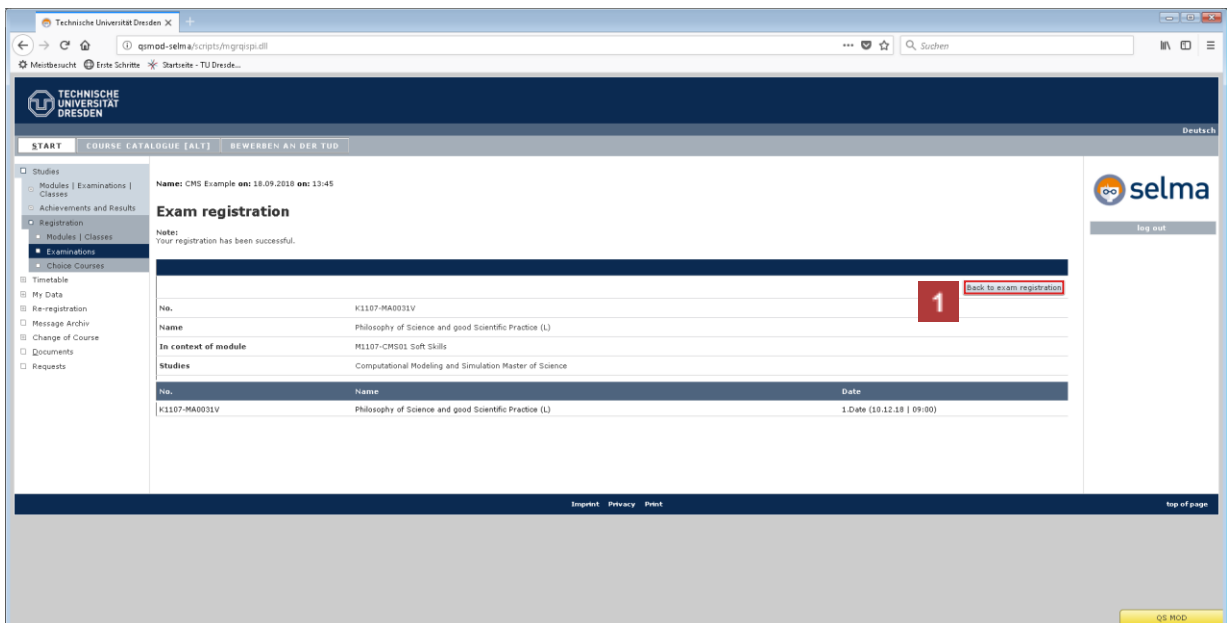 Technische Universität Dresden
qsmod-selma/scripts/mgrqispi.dll
Suchen
Meistbesucht Erste Schritte Startseite - TU Dresde...
TECHNISCHE
UNIVERSITÄT
DRESDEN
Deutsch
START COURSE CATALOGUE [ALT] BEWERBEN AN DER TUD
Studies
Modules | Examinations |
Classes
Achievements and Results
Registration
Modules | Classes
Examinations
Choice Courses
Timetable
My Data
Re-registration
Message Archiv
Change of Course
Documents
Requests
Name: CMS Example on: 18.09.2018 on: 13:45
Exam registration
Note:
Your registration has been successful.
1
Back to exam registration
No. K1107-MA0031V
Name Philosophy of Science and good Scientific Practice (L)
In context of module M1107-CMS01 Soft Skills
Studies Computational Modeling and Simulation Master of Science
No. Name Date
K1107-MA0031V Philosophy of Science and good Scientific Practice (L) 1.Date (10.12.18 | 09:00)
selma
log out
Imprint Privacy Print top of page
QS MOD